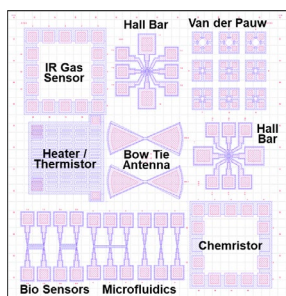 Hall Bar
Van der Pauw
IR Gas
Sensor
Hall
Bar
Heater /
Thermistor
Bow Tie
Antenna
Chemristor
Bio Sensors
Microfluidics